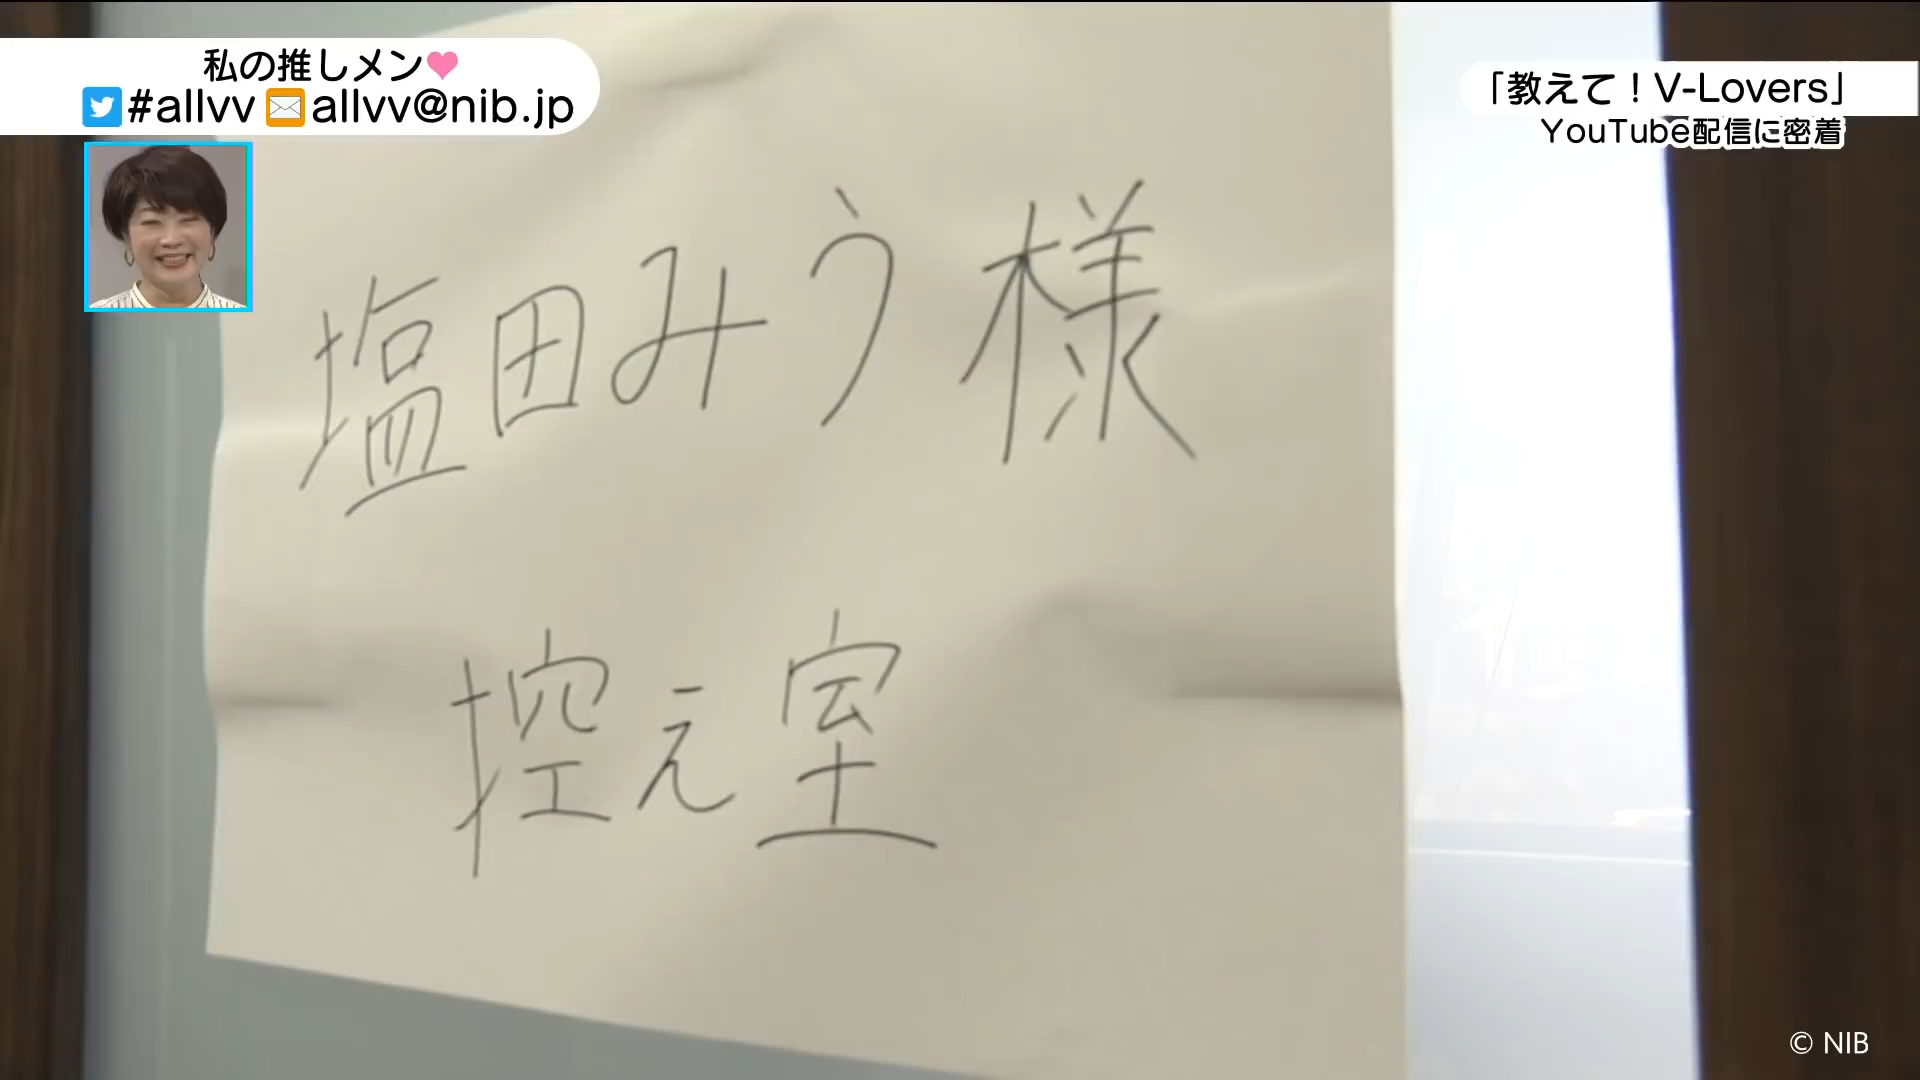 私の推しメン
#allvv allvv@nib.jp
「教えて！V-Lovers」
YouTube配信に密着
塩田みう様
控え室
© NIB